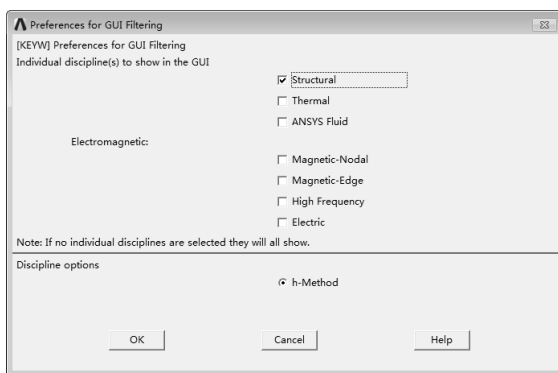 Preferences for GUI Filtering
[KEYW] Preferences for GUI Filtering
Individual discipline(s) to show in the GUI
Structural
Thermal
ANSYS Fluid
Electromagnetic:
Magnetic-Nodal
Magnetic-Edge
High Frequency
Electric
Note: If no individual disciplines are selected they will all show.
Discipline options
h-Method
OK Cancel Help